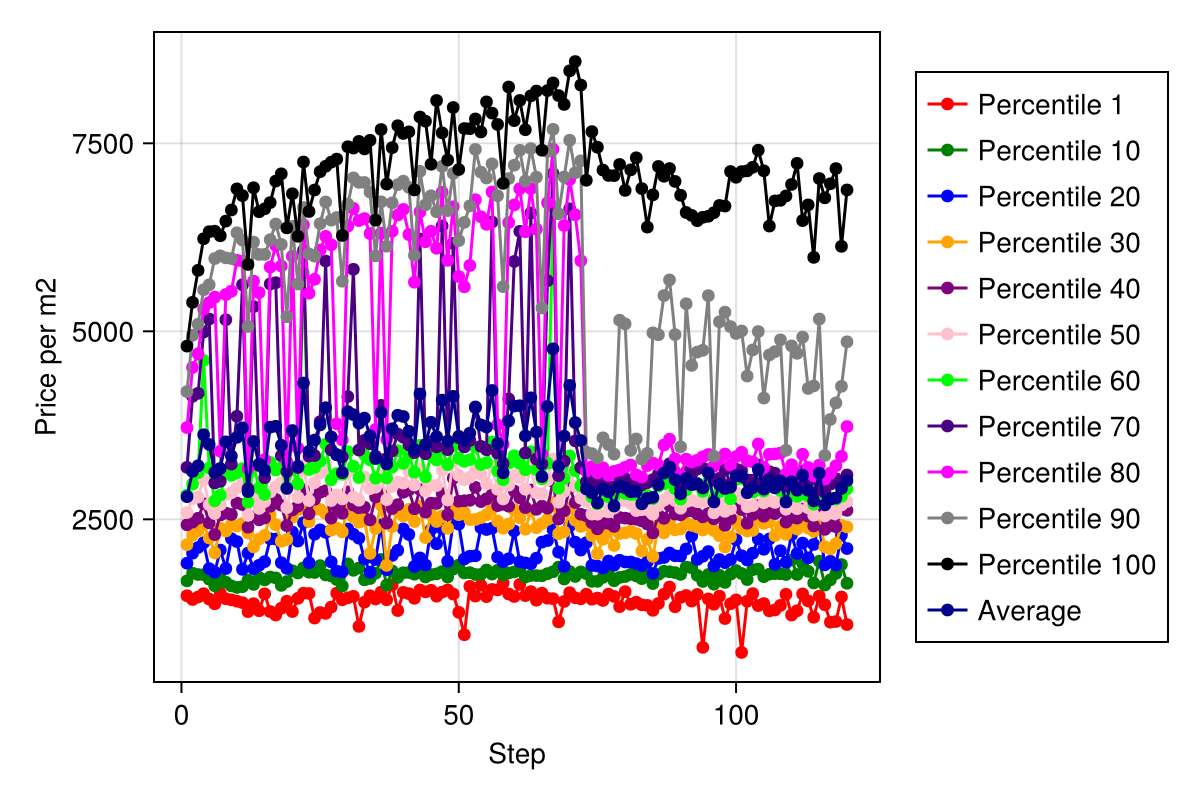 Price per m2
7500
5000
2500
0
50
100
Step
Percentile 1
Percentile 10
Percentile 20
Percentile 30
Percentile 40
Percentile 50
Percentile 60
Percentile 70
Percentile 80
Percentile 90
Percentile 100
Average